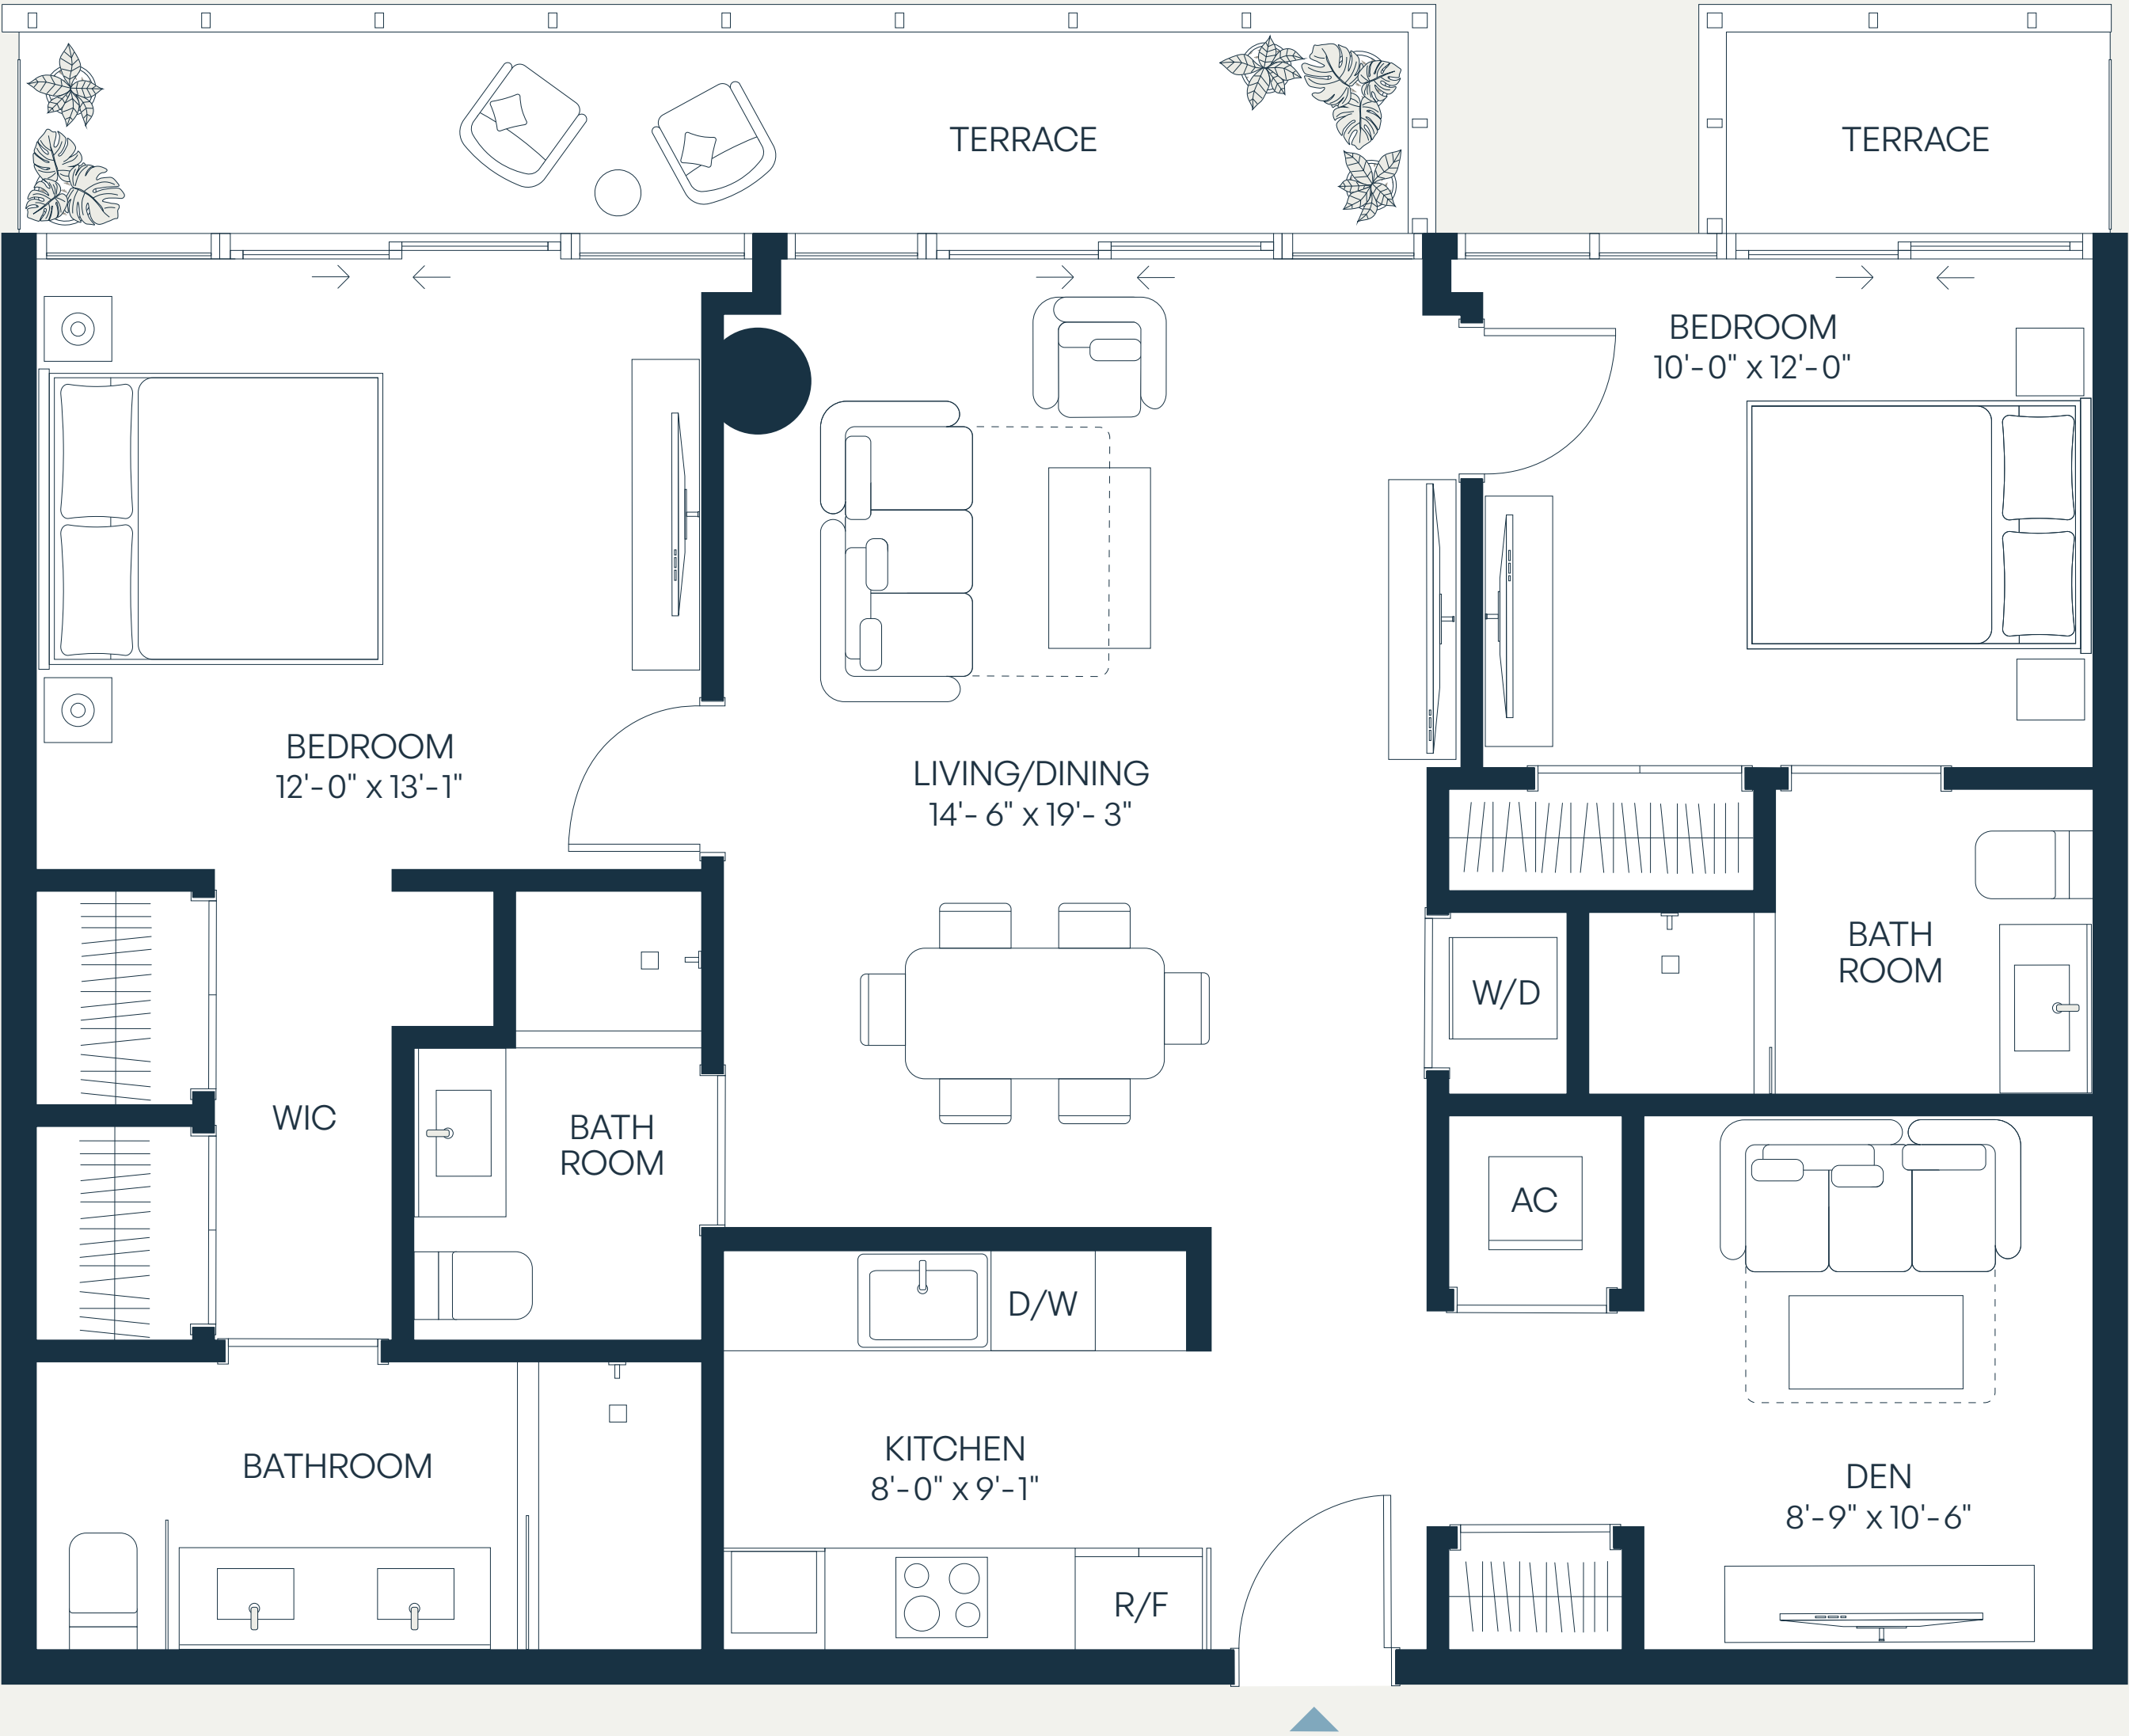 TERRACE
TERRACE
BEDROOM
10'-0" x 12'-0"
BEDROOM
12'-0" x 13'-1"
LIVING/DINING
14'- 6" x 19'- 3"
BATH
ROOM
W/D
WIC
BATH
ROOM
AC
D/W
BATHROOM
KITCHEN
8'-0" x 9'-1"
DEN
8'-9" x 10'-6"
R/F